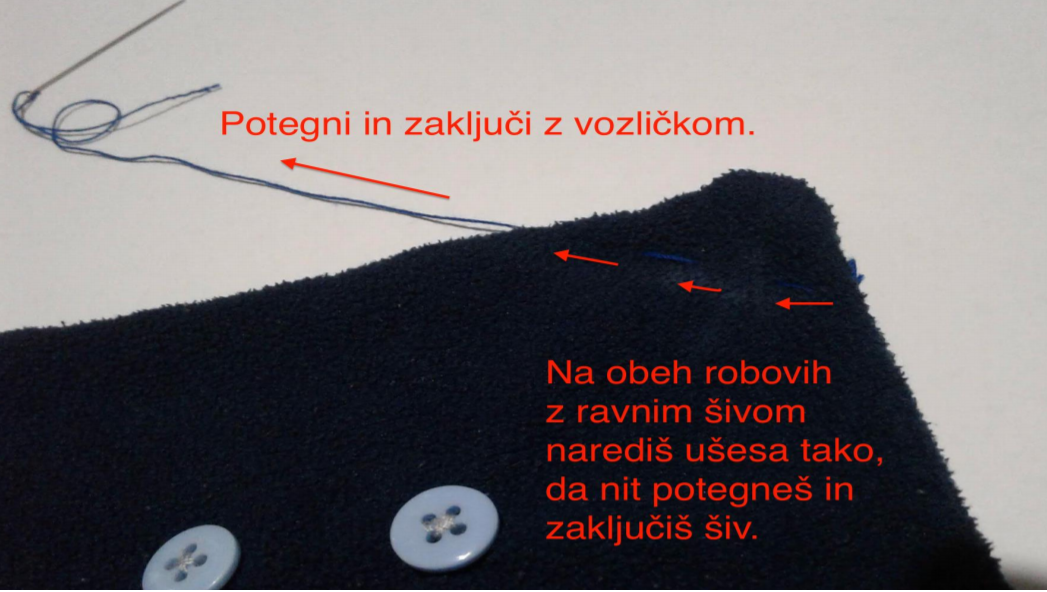 Potegni in zaključi z vozličkom.
Na obeh robovih
z ravnim šivom
narediš ušesa tako,
da nit potegneš in
zaključiš šiv.